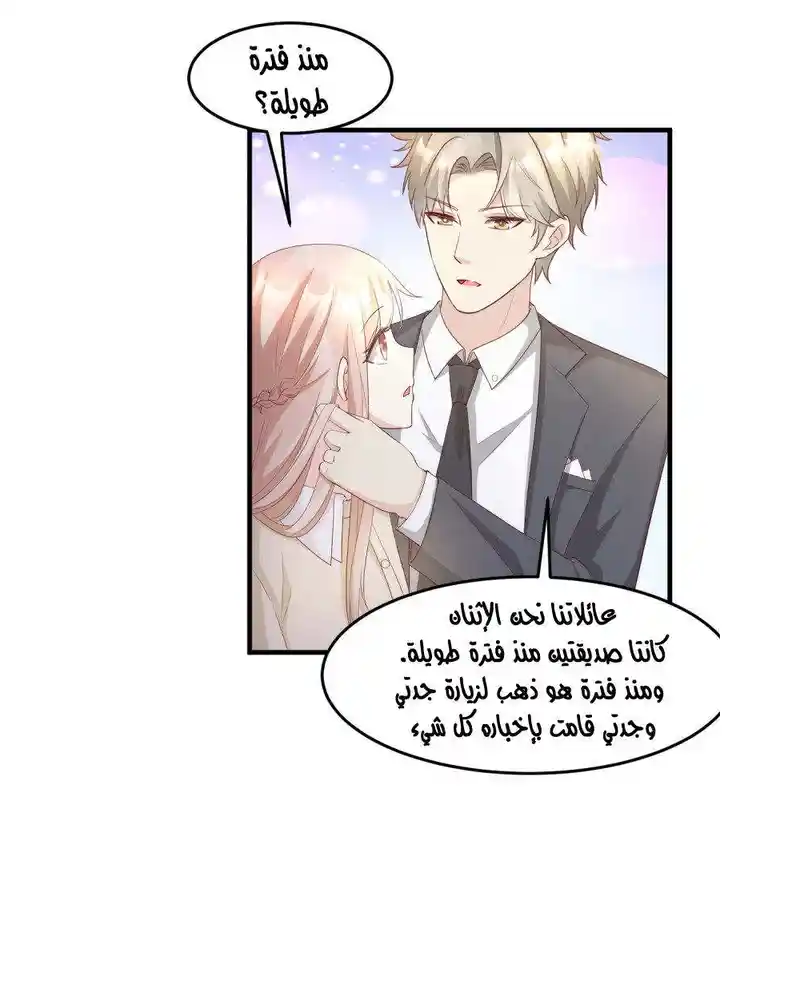 منذ فترة
طويلة؟
عائلاتنا نحن الإثنان
كانتا صديقتين منذ فترة طويلة.
ومنذ فترة هو ذهب لزيارة جدتي
وجدتي قامت بإخباره كل شيء